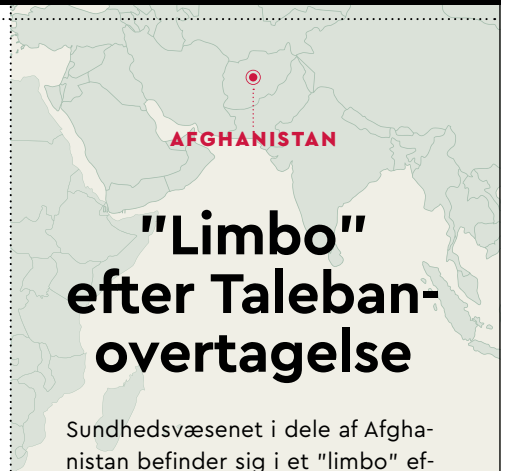 AFGHANISTAN
"Limbo"
efter Taleban-
overtagelse
Sundhedsvæsenet i dele af Afgha-
nistan befinder sig i et "limbo" ef-